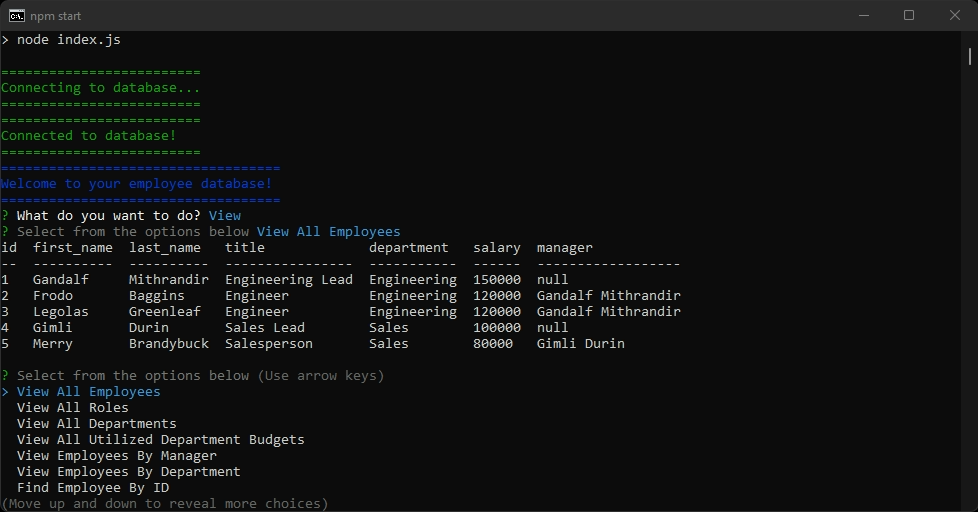 npm start
> node index.js
=========================
Connecting to database...
=========================
=========================
Connected to database!
=========================
===================================
Welcome to your employee database!
===================================
? What do you want to do? View
? Select from the options below View All Employees
id  first_name  last_name   title             department   salary  manager
--  ----------  ----------  ----------------  -----------  ------  ------------------
1   Gandalf     Mithrandir  Engineering Lead  Engineering  150000  null
2   Frodo       Baggins     Engineer          Engineering  120000  Gandalf Mithrandir
3   Legolas     Greenleaf   Engineer          Engineering  120000  Gandalf Mithrandir
4   Gimli       Durin       Sales Lead        Sales        100000  null
5   Merry       Brandybuck  Salesperson       Sales        80000   Gimli Durin
? Select from the options below (Use arrow keys)
> View All Employees
  View All Roles
  View All Departments
  View All Utilized Department Budgets
  View Employees By Manager
  View Employees By Department
  Find Employee By ID
(Move up and down to reveal more choices)